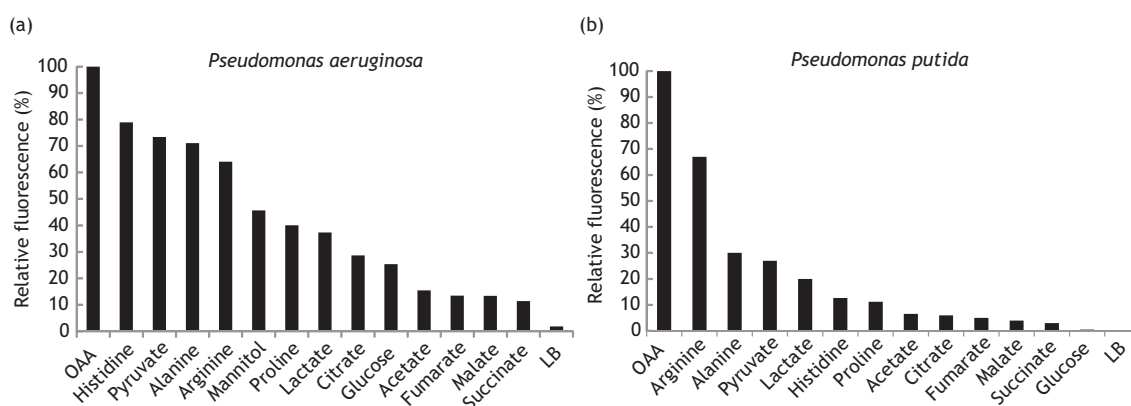 (a)
Pseudomonas aeruginosa
Relative fluorescence (%)
100
90
80
70
60
50
40
30
20
10
0
OAA
Histidine
Pyruvate
Alanine
Arginine
Mannitol
Proline
Lactate
Citrate
Glucose
Acetate
Fumarate
Malate
Succinate
LB
(b)
Pseudomonas putida
Relative fluorescence (%)
100
90
80
70
60
50
40
30
20
10
0
OAA
Arginine
Alanine
Pyruvate
Lactate
Histidine
Proline
Acetate
Citrate
Fumarate
Malate
Succinate
Glucose
LB